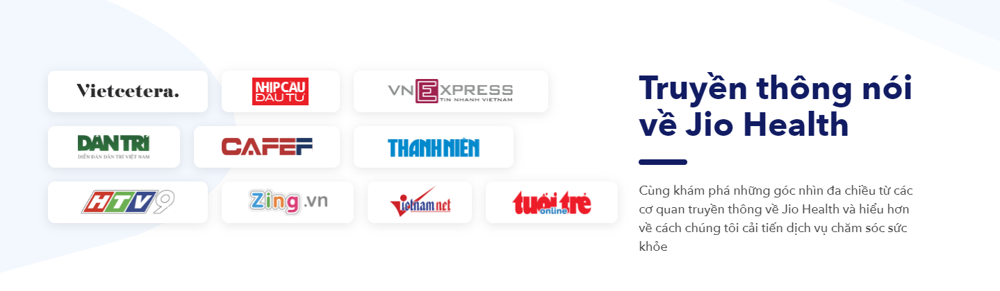 Vietcetera.
NHỊP CẦU
ĐẦU TƯ
VNEXPRESS
TIN NHANH VIETNAM
DÂN TRÍ
DIỄN ĐÀN DÂN TRÍ VIỆT NAM
CAFEF
THANH NIÊN
HTV9
Zing.vn
Vietnamnet
tuổi trẻ
online
Truyền thông nói
về Jio Health
Cùng khám phá những góc nhìn đa chiều từ các
cơ quan truyền thông về Jio Health và hiểu hơn
về cách chúng tôi cải tiến dịch vụ chăm sóc sức
khỏe